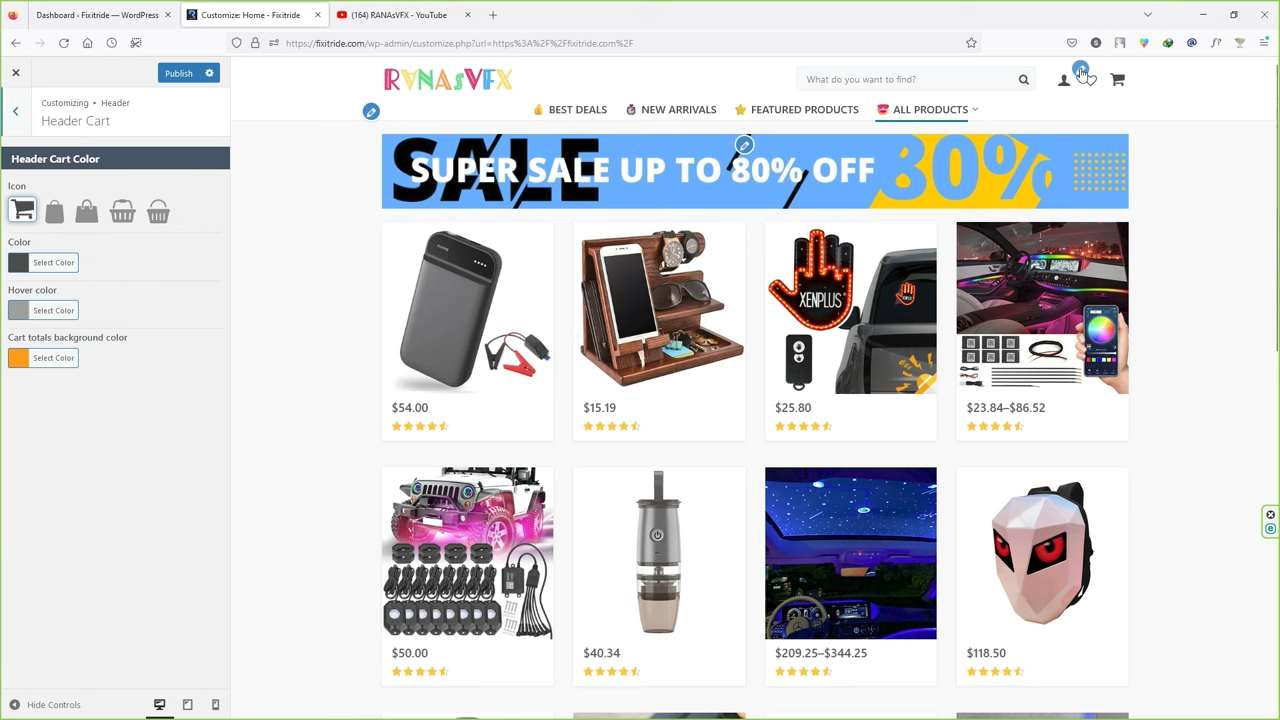 Dashboard ‹ Fixitride — WordPress
Customize: Home - Fixitride
(164) RANAsVFX - YouTube
https://fixitride.com/wp-admin/customize.php?url=https%3A%2F%2Ffixitride.com%2F
Publish
Customizing • Header
Header Cart
Header Cart Color
Icon
Color
Select Color
Hover color
Select Color
Cart totals background color
Select Color
Hide Controls
RANAsVFX
What do you want to find?
BEST DEALS
NEW ARRIVALS
FEATURED PRODUCTS
ALL PRODUCTS
SALE
SUPER SALE UP TO 80% OFF
80%
XENPLUS
$54.00
$15.19
$25.80
$23.84–$86.52
$50.00
$40.34
$209.25–$344.25
$118.50